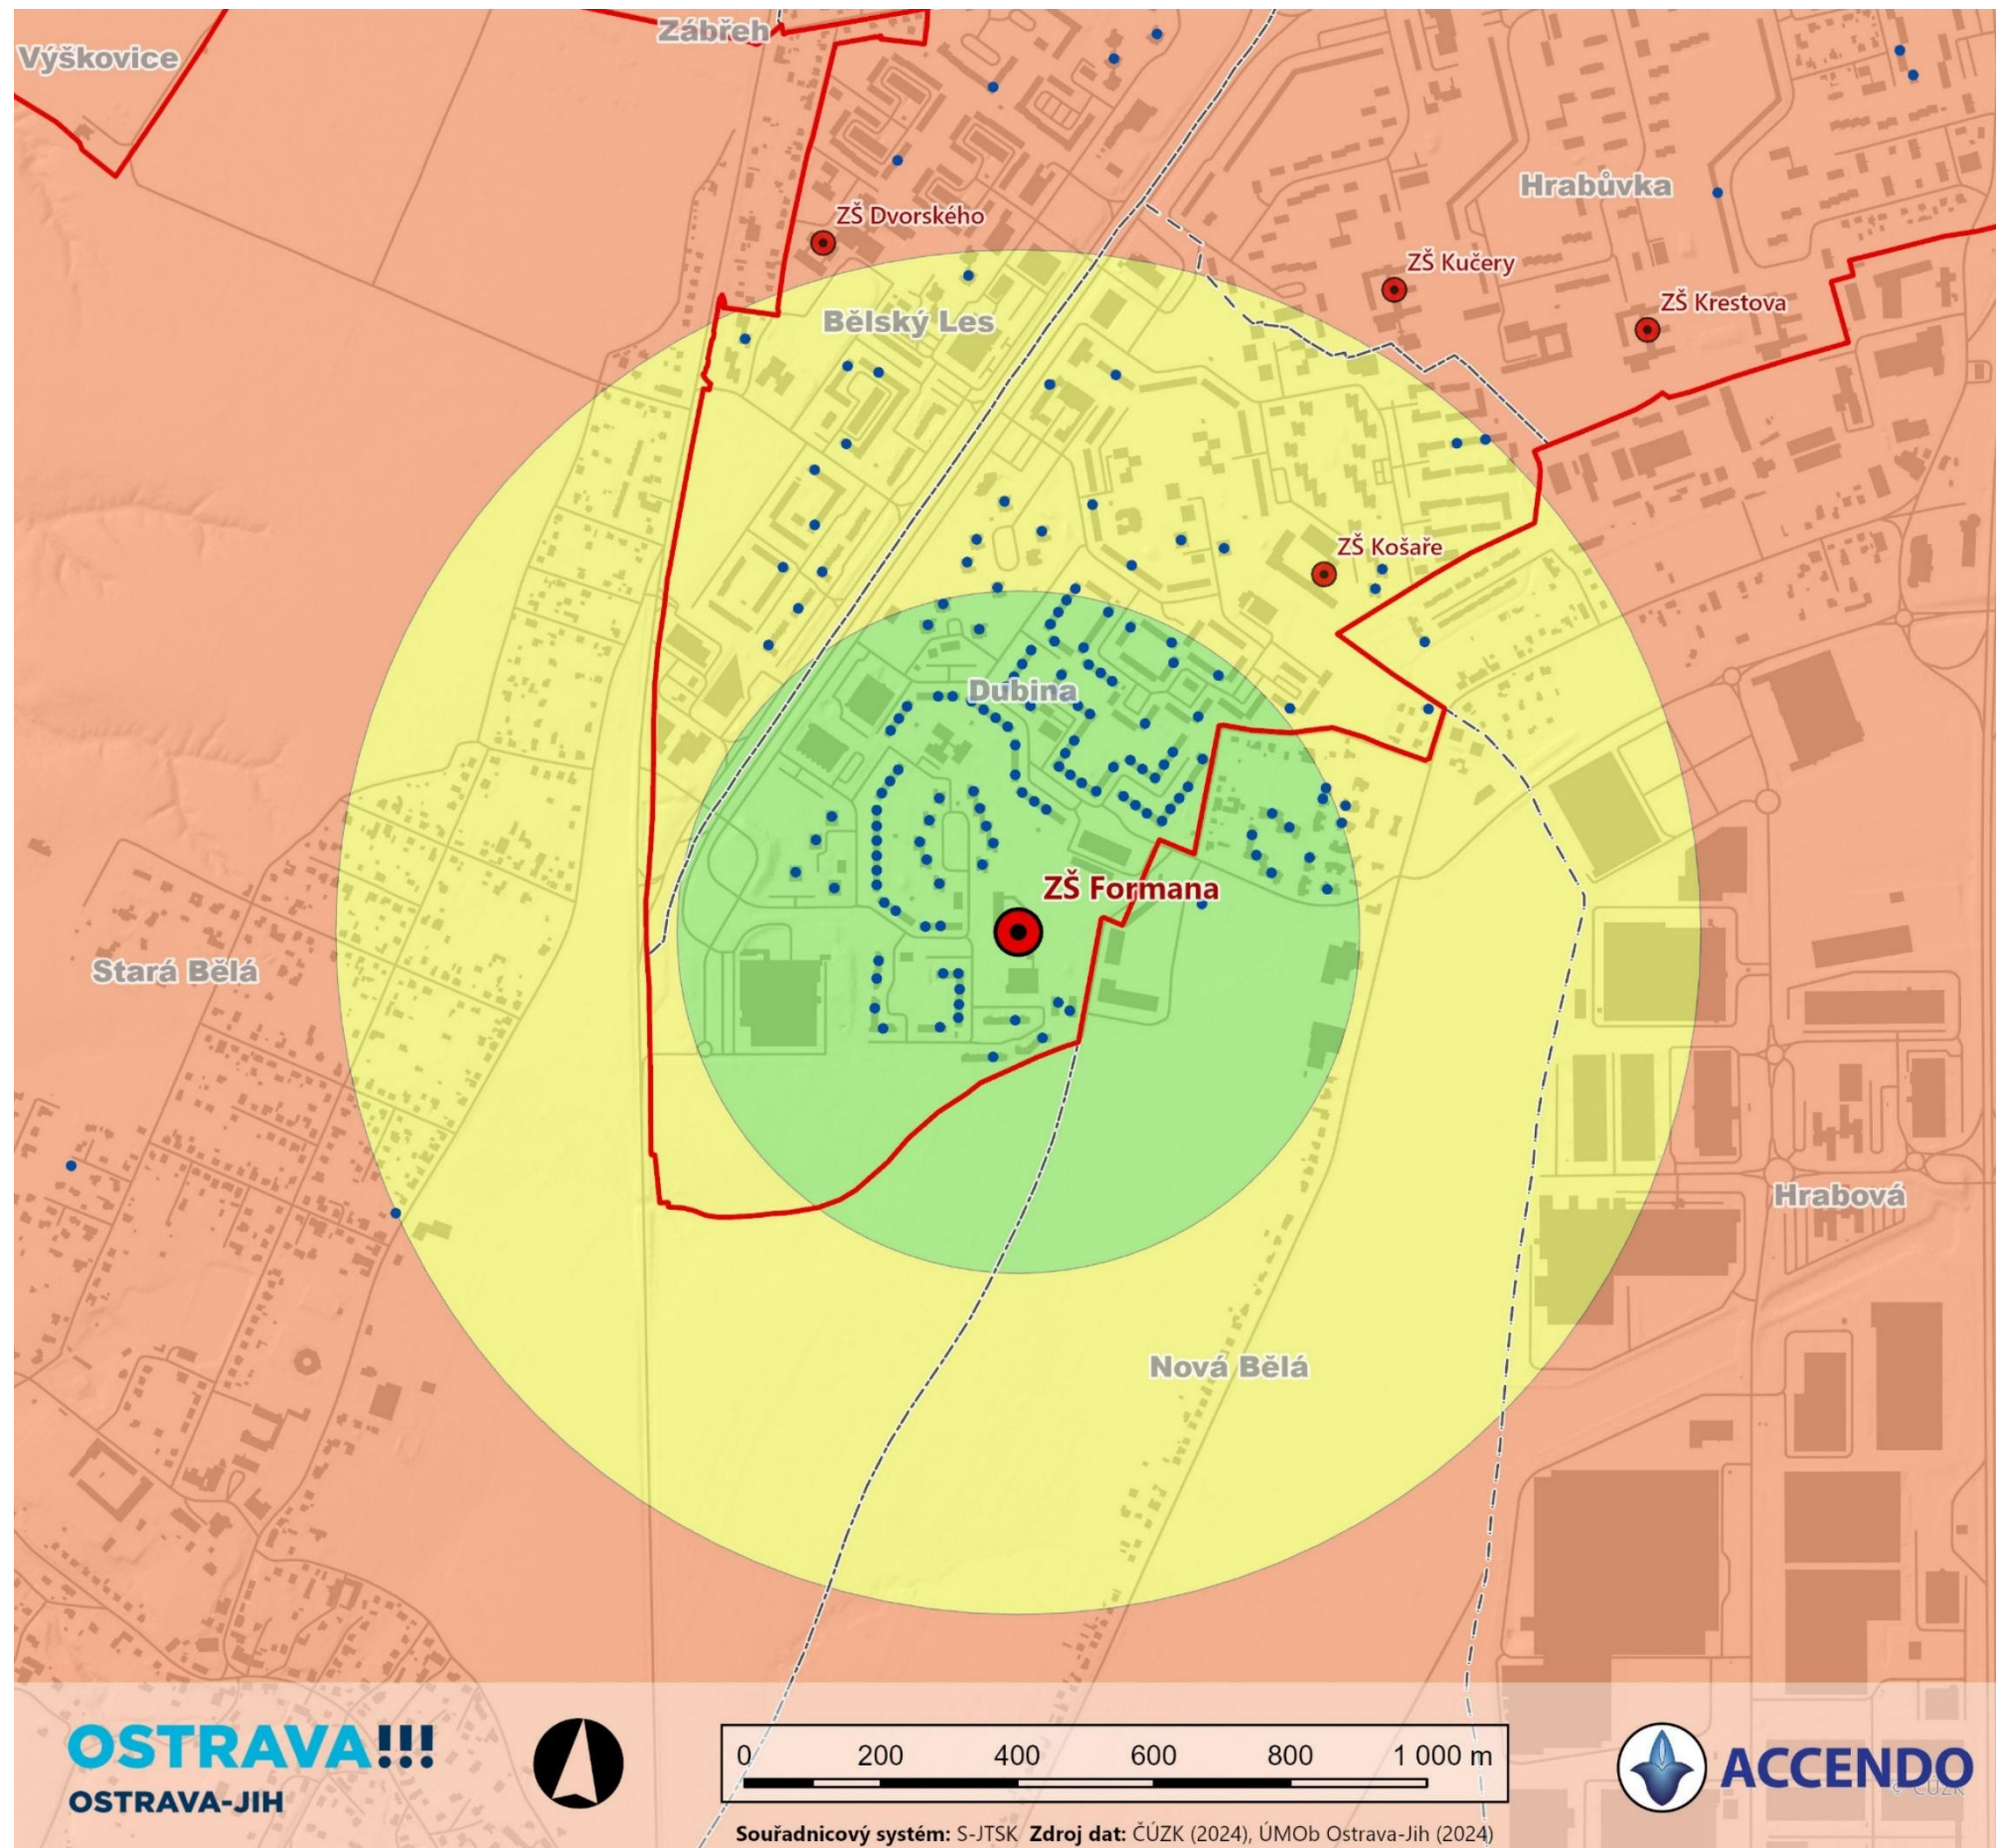 Zábřeh
Výškovice
Hrabůvka
ZŠ Dvorského
ZŠ Kučery
ZŠ Krestova
Bělský Les
ZŠ Košaře
Dubina
ZŠ Formana
Stará Bělá
Hrabová
Nová Bělá
OSTRAVA!!!
OSTRAVA-JIH
0 200 400 600 800 1 000 m
ACCENDO
© ČÚZK
Souřadnicový systém: S-JTSK Zdroj dat: ČÚZK (2024), ÚMOb Ostrava-Jih (2024)